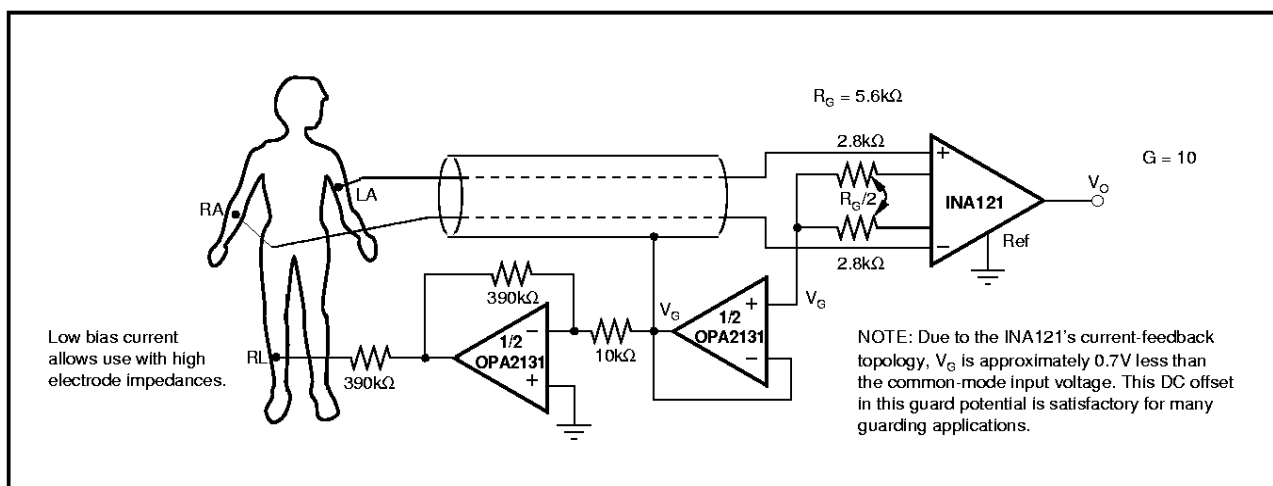 R_G = 5.6kΩ
2.8kΩ
+
G = 10
V_O
LA
RA
R_G/2
INA121
−
Ref
2.8kΩ
390kΩ
V_G
+
V_G
1/2
OPA2131
−
−
1/2
OPA2131
+
10kΩ
RL
390kΩ
Low bias current
allows use with high
electrode impedances.
NOTE: Due to the INA121's current-feedback
topology, V_G is approximately 0.7V less than
the common-mode input voltage. This DC offset
in this guard potential is satisfactory for many
guarding applications.